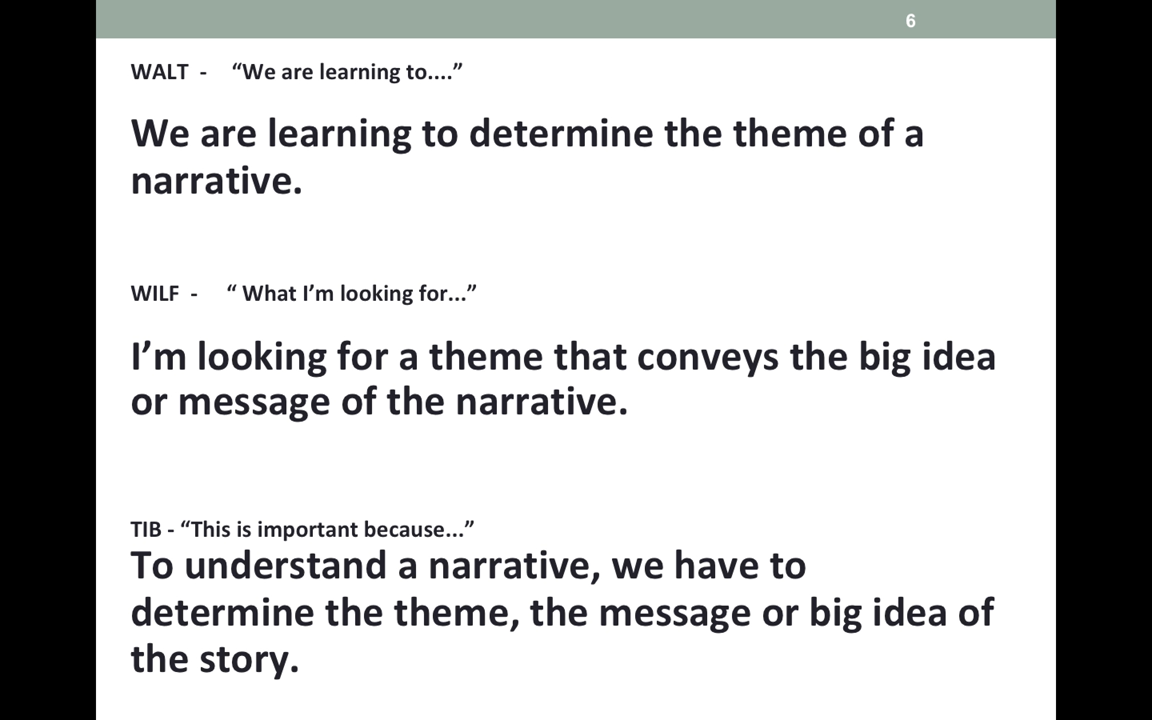 6
WALT - “We are learning to....”
We are learning to determine the theme of a
narrative.
WILF - “ What I’m looking for...”
I’m looking for a theme that conveys the big idea
or message of the narrative.
TIB - “This is important because...”
To understand a narrative, we have to
determine the theme, the message or big idea of
the story.